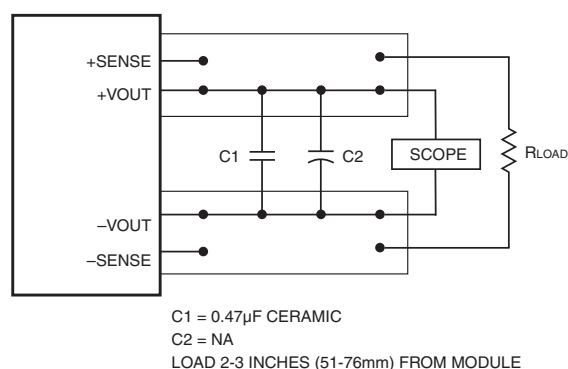 +SENSE
+VOUT
C1
C2
SCOPE
RLOAD
–VOUT
–SENSE
C1 = 0.47µF CERAMIC
C2 = NA
LOAD 2-3 INCHES (51-76mm) FROM MODULE